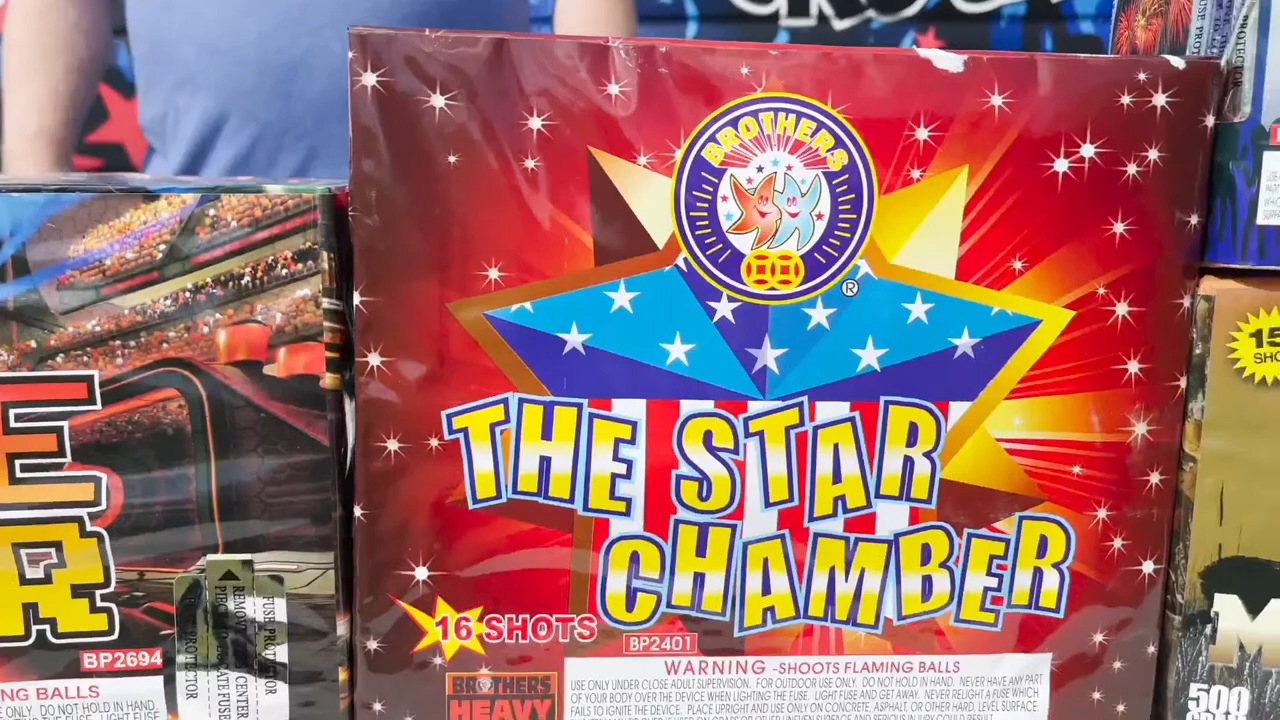 BROTHERS
®
THE STAR
CHAMBER
16 SHOTS
BP2401
WARNING -SHOOTS FLAMING BALLS
USE ONLY UNDER CLOSE ADULT SUPERVISION. FOR OUTDOOR USE ONLY. DO NOT HOLD IN HAND. NEVER HAVE ANY PART
OF YOUR BODY OVER THE DEVICE WHEN LIGHTING THE FUSE. LIGHT FUSE AND GET AWAY. NEVER RELIGHT A FUSE WHICH
FAILS TO IGNITE THE DEVICE. PLACE UPRIGHT AND USE ONLY ON CONCRETE, ASPHALT, OR OTHER HARD, LEVEL SURFACE.
BROTHERS
HEAVY
E
R
BP2694
NG BALLS
E ONLY. DO NOT HOLD IN HAND.
FUSE PROTECTOR
REMOVE CENTER
15
SHO
M
500